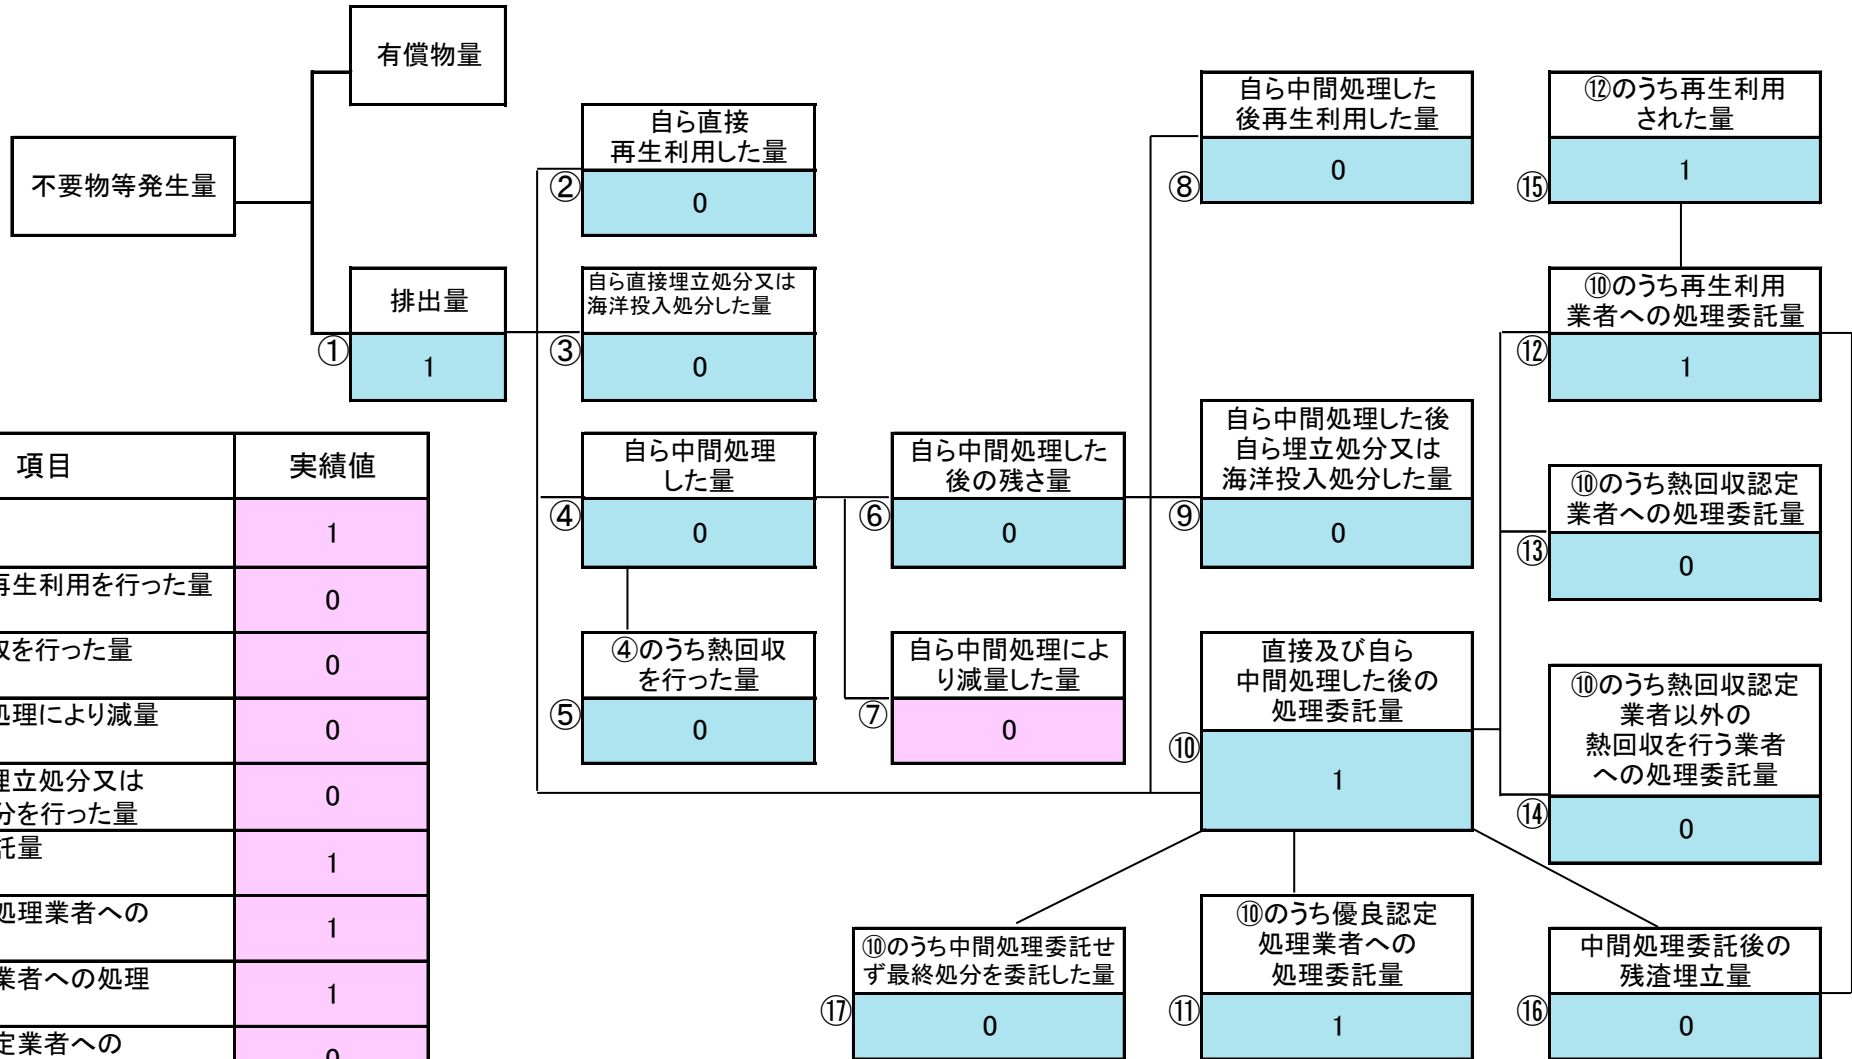 有償物量
不要物等発生量
排出量
①
1
自ら直接
再生利用した量
②
0
自ら直接埋立処分又は
海洋投入処分した量
③
0
自ら中間処理
した量
④
0
④のうち熱回収
を行った量
⑤
0
自ら中間処理した
後の残さ量
⑥
0
自ら中間処理によ
り減量した量
⑦
0
自ら中間処理した
後再生利用した量
⑧
0
自ら中間処理した後
自ら埋立処分又は
海洋投入処分した量
⑨
0
直接及び自ら
中間処理した後の
処理委託量
⑩
1
⑫のうち再生利用
された量
⑮
1
⑩のうち再生利用
業者への処理委託量
⑫
1
⑩のうち熱回収認定
業者への処理委託量
⑬
0
⑩のうち熱回収認定
業者以外の
熱回収を行う業者
への処理委託量
⑭
0
⑩のうち中間処理委託せ
ず最終処分を委託した量
⑰
0
⑩のうち優良認定
処理業者への
処理委託量
⑪
1
中間処理委託後の
残渣埋立量
⑯
0
項目 実績値
1
再生利用を行った量
0
を行った量
0
処理により減量
0
埋立処分又は
分を行った量
0
託量
1
処理業者への
1
業者への処理
1
定業者への
0